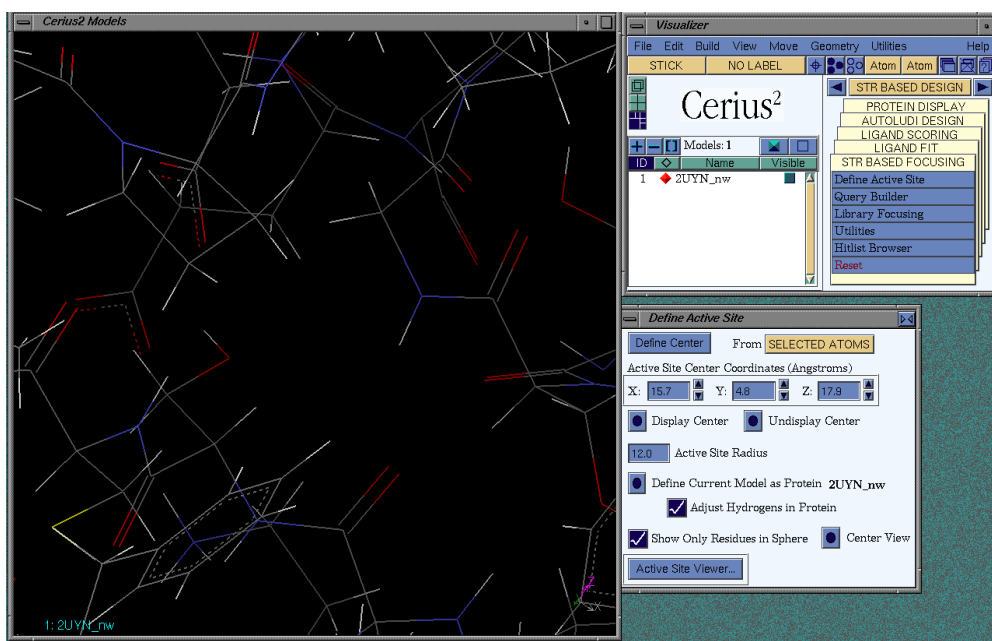 Cerius2 Models
1: 2UYN_nw
Z
X
Visualizer
File Edit Build View Move Geometry Utilities Help
STICK NO LABEL Atom Atom
Cerius2
Models: 1
ID Name Visible
1 2UYN_nw
STR BASED DESIGN
PROTEIN DISPLAY
AUTOLUDI DESIGN
LIGAND SCORING
LIGAND FIT
STR BASED FOCUSING
Define Active Site
Query Builder
Library Focusing
Utilities
Hitlist Browser
Reset
Define Active Site
Define Center From SELECTED ATOMS
Active Site Center Coordinates (Angstroms)
X: 15.7 Y: 4.8 Z: 17.9
Display Center Undisplay Center
12.0 Active Site Radius
Define Current Model as Protein 2UYN_nw
Adjust Hydrogens in Protein
Show Only Residues in Sphere Center View
Active Site Viewer...